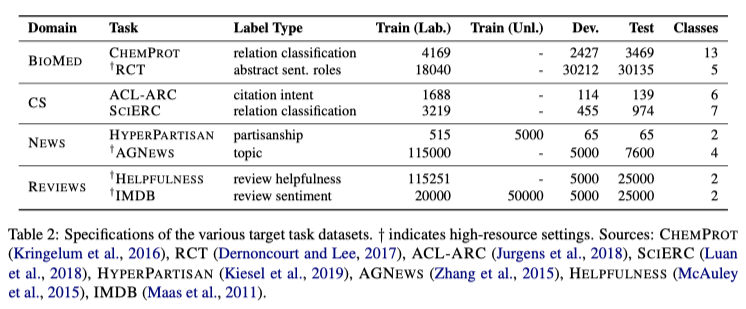 Domain Task Label Type Train (Lab.) Train (Unl.) Dev. Test Classes
BIOMED CHEMPROT relation classification 4169 - 2427 3469 13
†RCT abstract sent. roles 18040 - 30212 30135 5
CS ACL-ARC citation intent 1688 - 114 139 6
SCIERC relation classification 3219 - 455 974 7
NEWS HYPERPARTISAN partisanship 515 5000 65 65 2
†AGNEWS topic 115000 - 5000 7600 4
REVIEWS †HELPFULNESS review helpfulness 115251 - 5000 25000 2
†IMDB review sentiment 20000 50000 5000 25000 2
Table 2: Specifications of the various target task datasets. † indicates high-resource settings. Sources: CHEMPROT
(Kringelum et al., 2016), RCT (Dernoncourt and Lee, 2017), ACL-ARC (Jurgens et al., 2018), SCIERC (Luan
et al., 2018), HYPERPARTISAN (Kiesel et al., 2019), AGNEWS (Zhang et al., 2015), HELPFULNESS (McAuley
et al., 2015), IMDB (Maas et al., 2011).